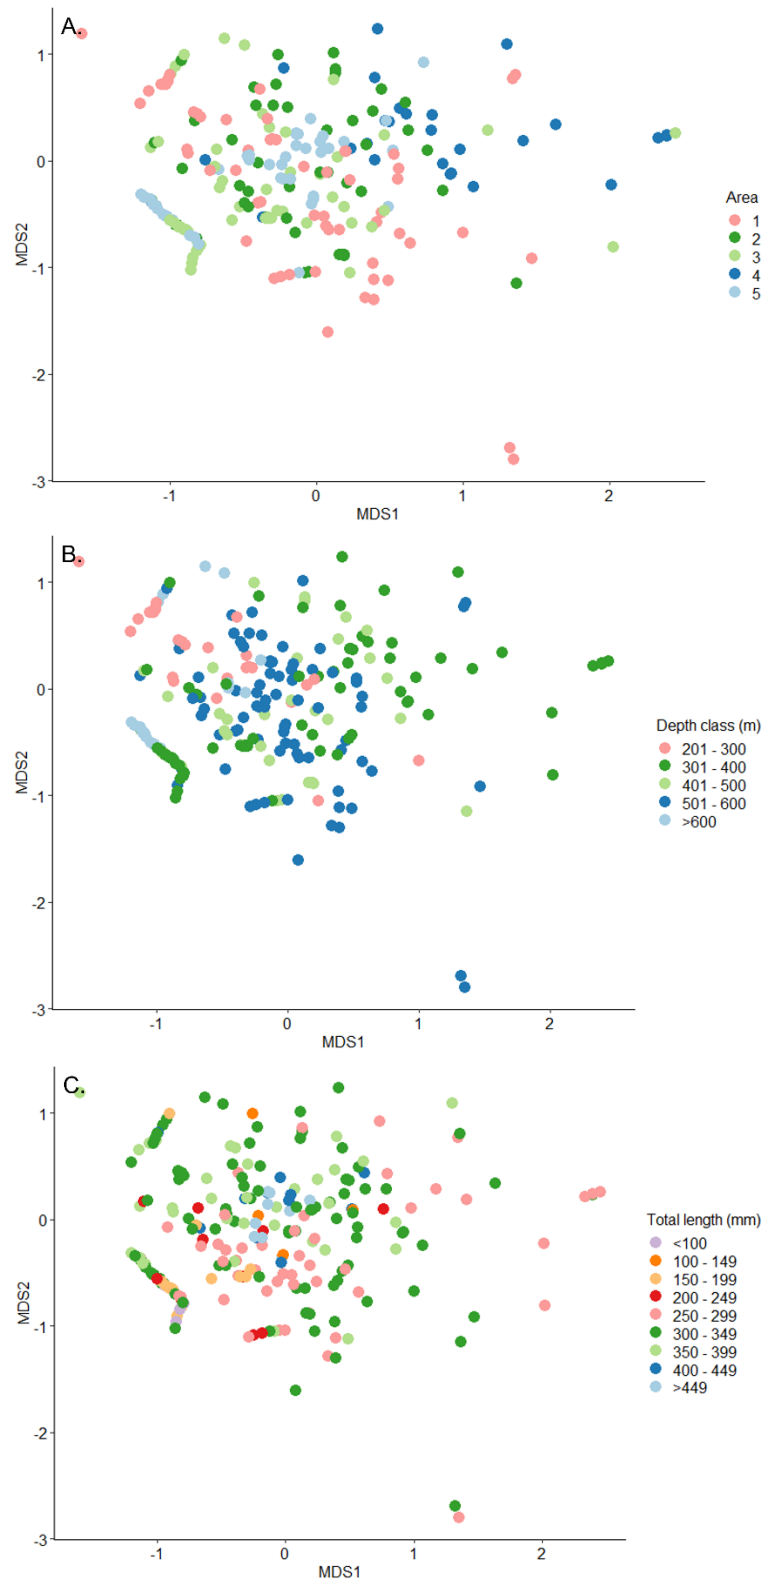 A.
1
0
-1
-2
-3
MDS2
-1
0
1
2
MDS1
Area
1
2
3
4
5
B.
1
0
-1
-2
-3
MDS2
-1
0
1
2
MDS1
Depth class (m)
201 - 300
301 - 400
401 - 500
501 - 600
>600
C.
1
0
-1
-2
-3
MDS2
-1
0
1
2
MDS1
Total length (mm)
<100
100 - 149
150 - 199
200 - 249
250 - 299
300 - 349
350 - 399
400 - 449
>449